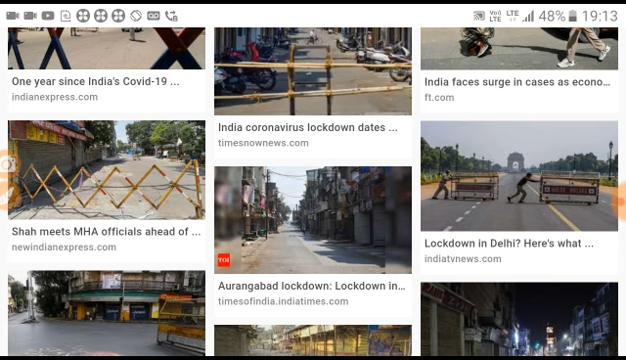 48% 19:13
One year since India's Covid-19 ...
indianexpress.com
Shah meets MHA officials ahead of ...
newindianexpress.com
India coronavirus lockdown dates ...
timesnownews.com
TOI
Aurangabad lockdown: Lockdown in...
timesofindia.indiatimes.com
India faces surge in cases as econo...
ft.com
Lockdown in Delhi? Here's what ...
indiatvnews.com